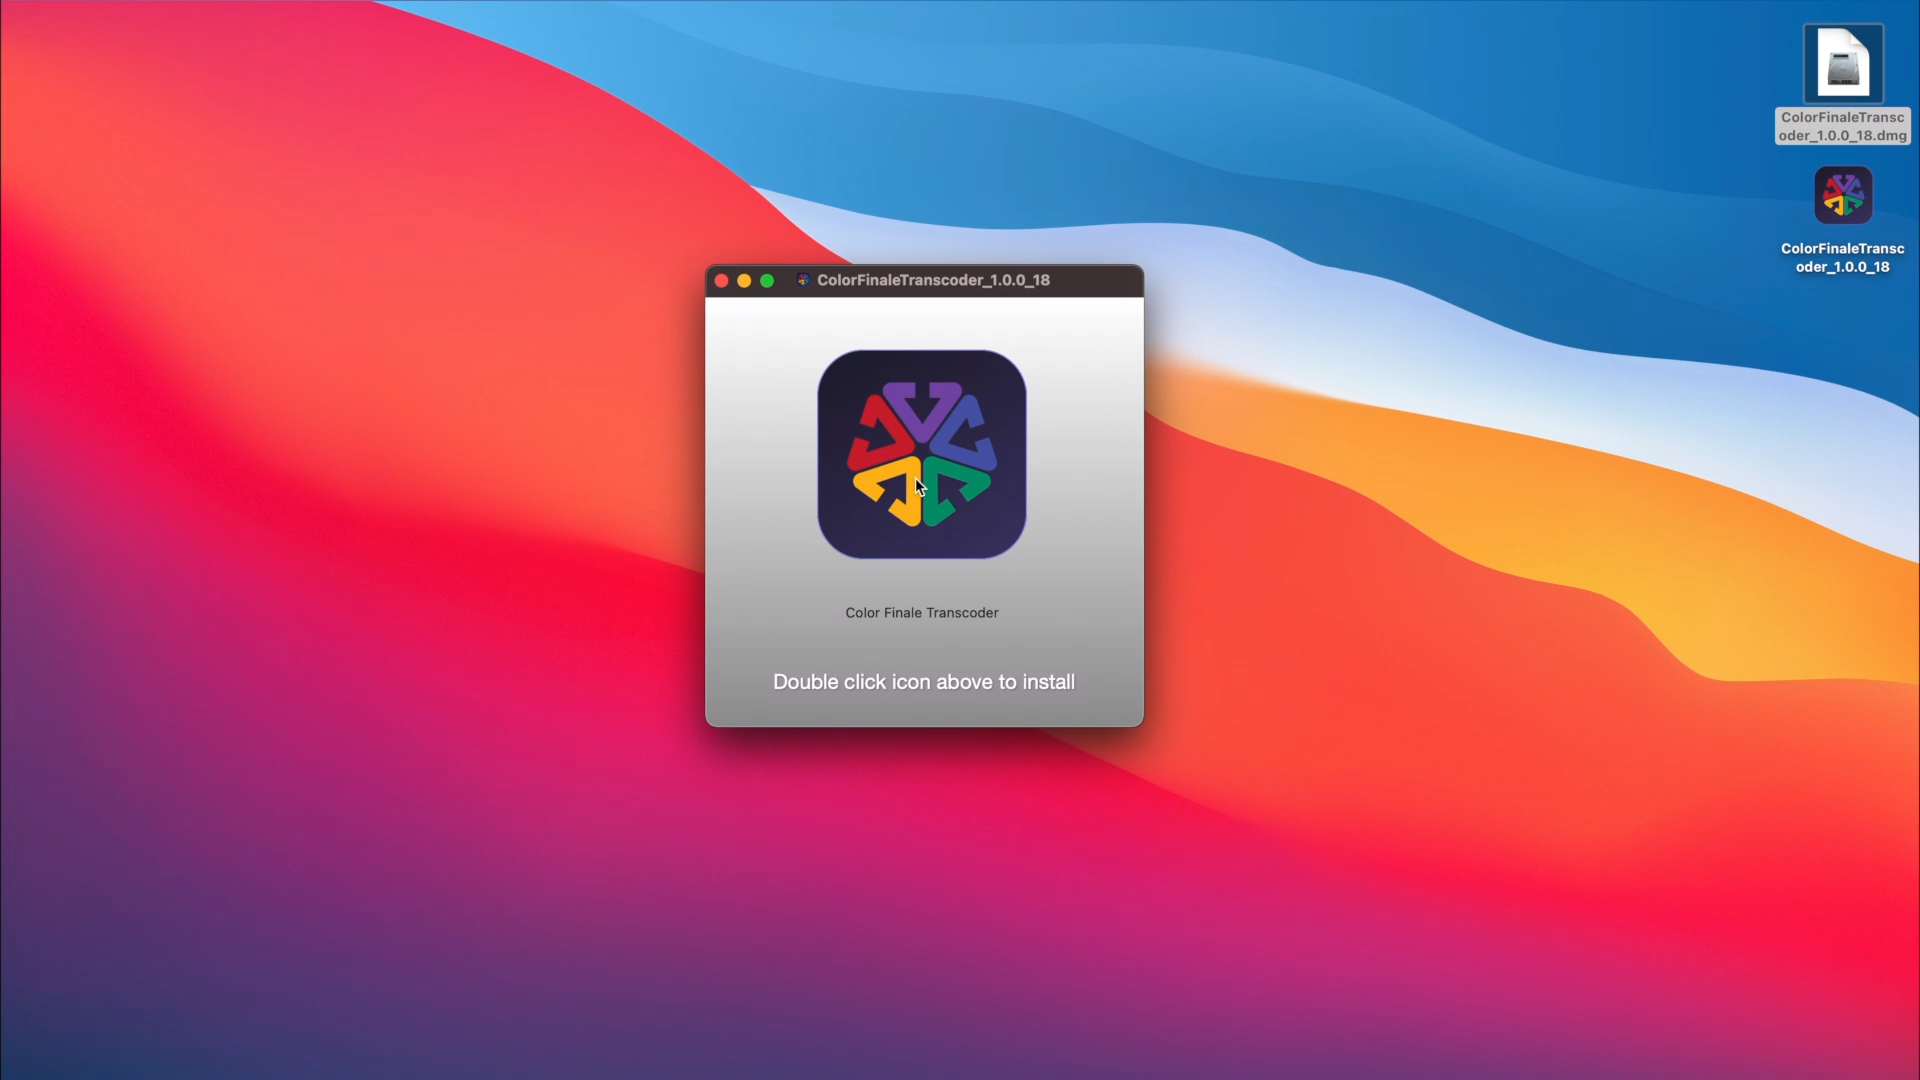 ColorFinaleTransc
oder_1.0.0_18.dmg
ColorFinaleTransc
oder_1.0.0_18
ColorFinaleTranscoder_1.0.0_18
Color Finale Transcoder
Double click icon above to install